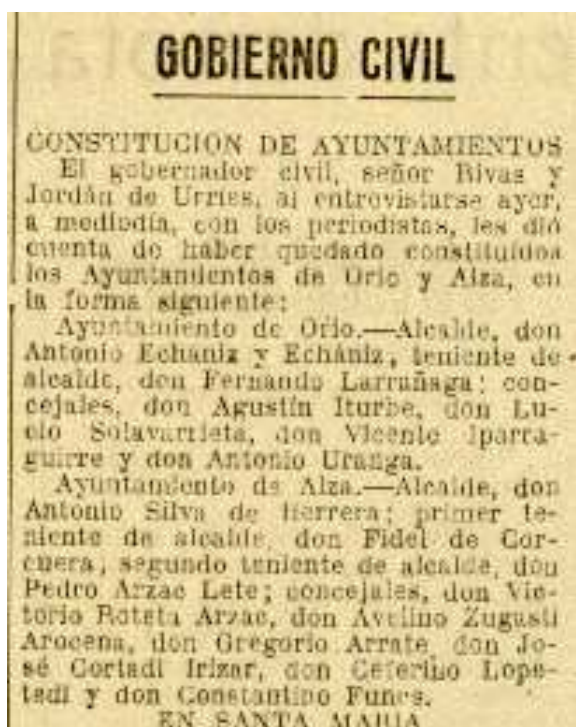 GOBIERNO CIVIL
CONSTITUCION DE AYUNTAMIENTOS
El gobernador civil, señor Rivas y
Jordán de Urries, al entrevistarse ayer,
a mediodía, con los periodistas, les dió
cuenta de haber quedado constituídos
los Ayuntamientos de Orio y Alza, en
la forma siguiente:
Ayuntamiento de Orio.—Alcalde, don
Antonio Echániz y Echániz, teniente de
alcalde, don Fernando Larrañaga; con-
cejales, don Agustín Iturbe, don Lu-
cio Solavarrieta, don Vicente Iparra-
guirre y don Antonio Uranga.
Ayuntamiento de Alza.—Alcalde, don
Antonio Silva de Herrera; primer te-
niente de alcalde, don Fidel de Cor-
cuera; segundo teniente de alcalde, don
Pedro Arzac Lete; concejales, don Vic-
torio Roteta Arzac, don Avelino Zugasti
Arocena, don Gregorio Arrate, don Jo-
sé Cortadi Irizar, don Ceferino Lope-
tedi y don Constantino Funes.
EN SANTA MARIA